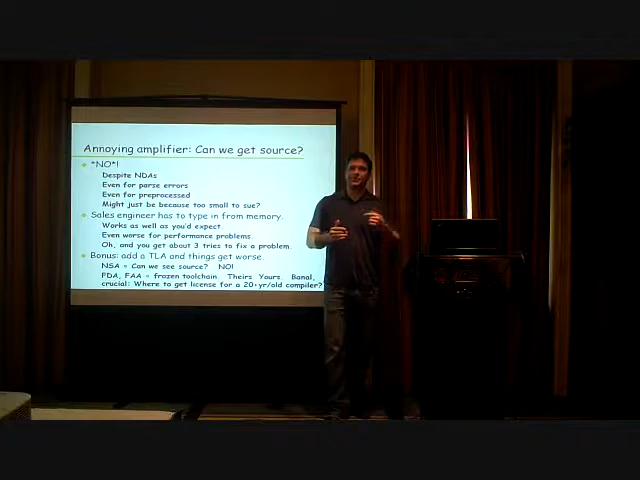 Annoying amplifier: Can we get source?
*NO*!
Despite NDAs
Even for parse errors
Even for preprocessed
Might just be because too small to sue?
Sales engineer has to type in from memory.
Works as well as you'd expect.
Even worse for performance problems.
Oh, and you get about 3 tries to fix a problem.
Bonus: add a TLA and things get worse.
NSA = Can we see source? NO!
FDA, FAA = frozen toolchain. Theirs Yours. Banal,
crucial: Where to get license for a 20-yr/old compiler?